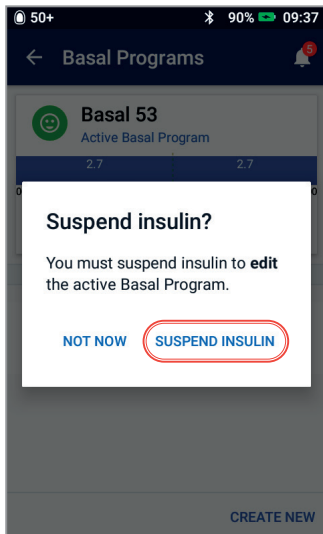 50+ 90% 09:37
Basal Programs 5
Basal 53
Active Basal Program
2.7 2.7
Suspend insulin?
You must suspend insulin to edit
the active Basal Program.
NOT NOW SUSPEND INSULIN
CREATE NEW